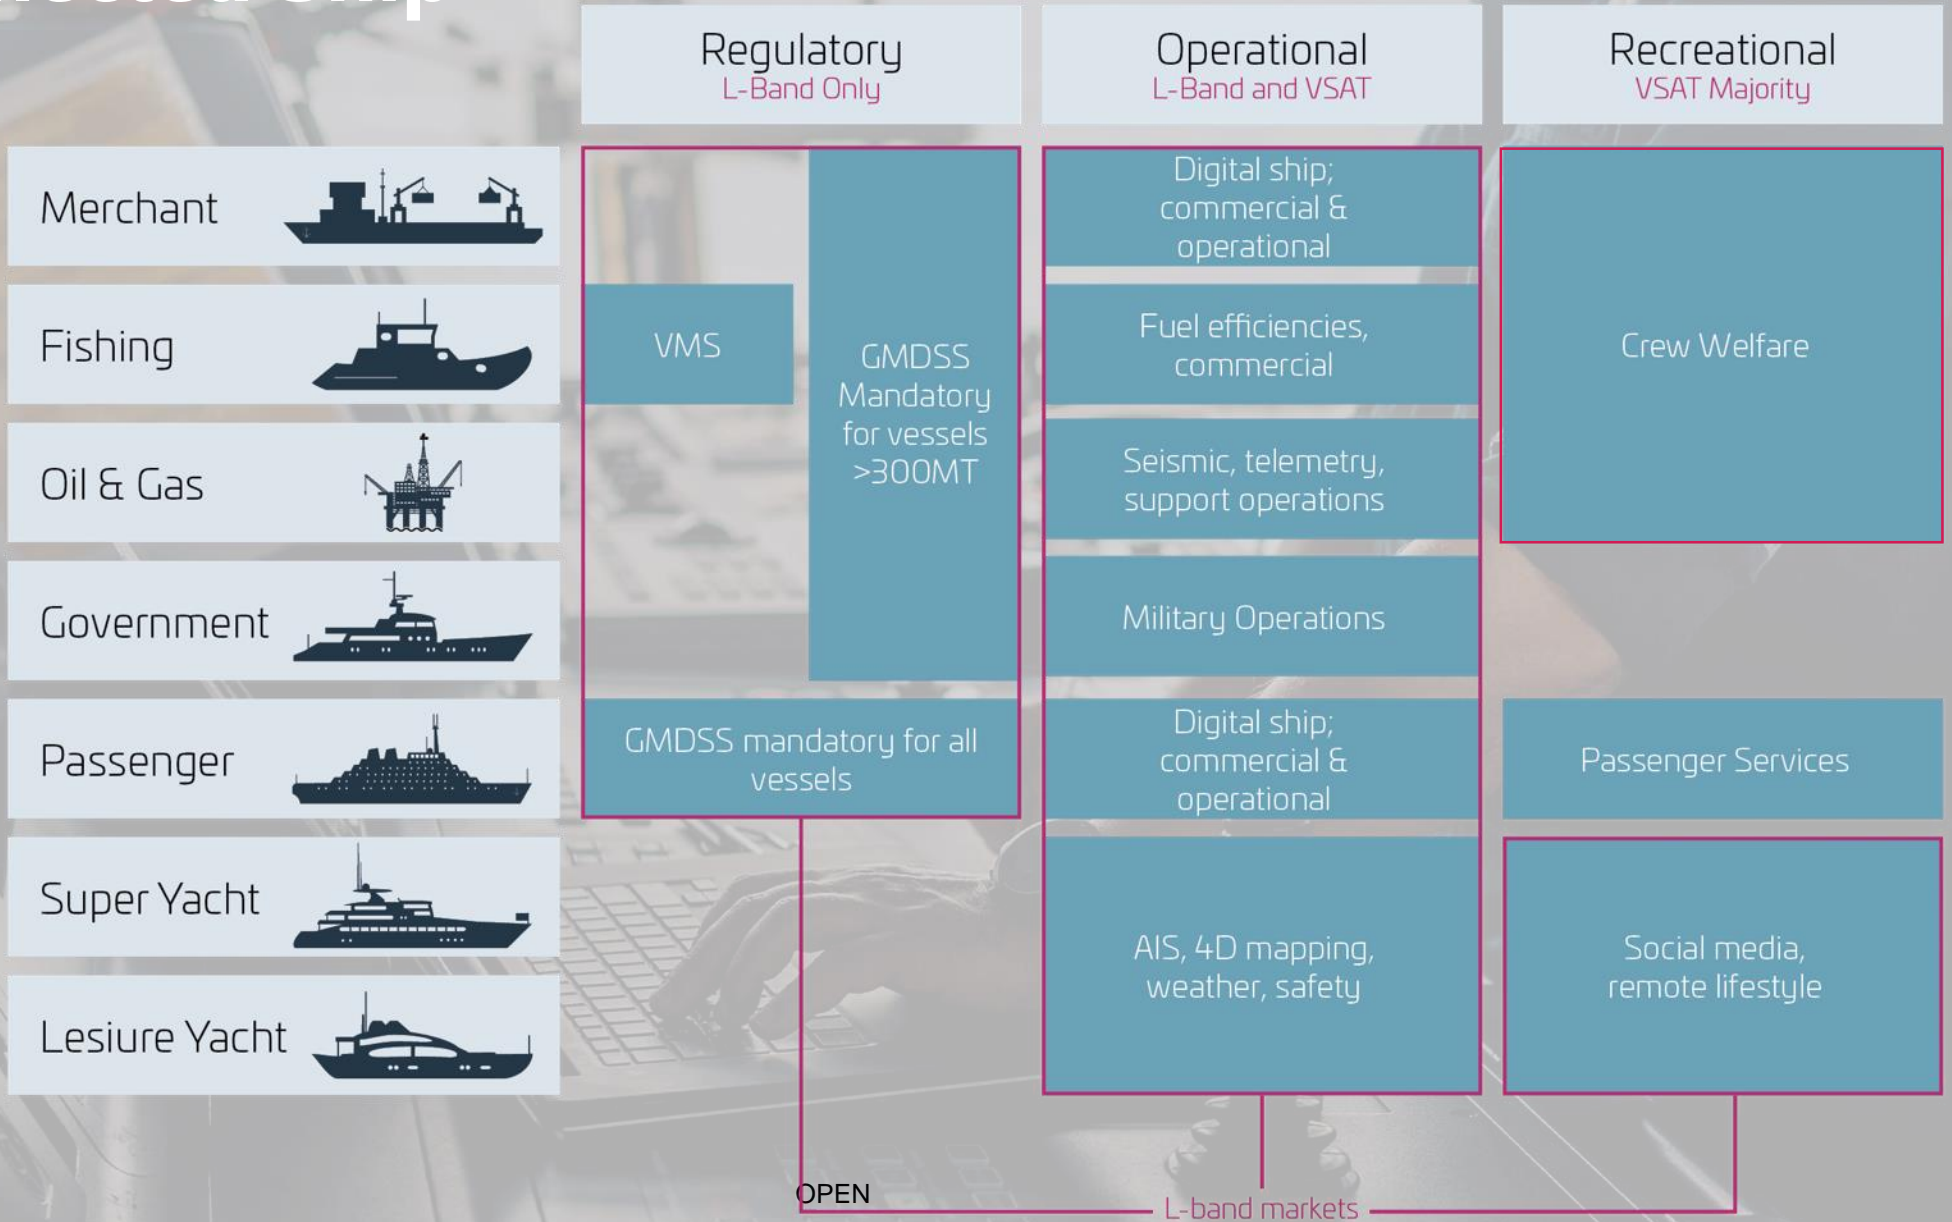 Ship
Regulatory
L-Band Only
Operational
L-Band and VSAT
Recreational
VSAT Majority
Merchant
Digital ship;
commercial &
operational
Fishing
VMS
GMDSS
Mandatory
for vessels
>300MT
Fuel efficiencies,
commercial
Crew Welfare
Oil & Gas
Seismic, telemetry,
support operations
Government
Military Operations
Passenger
GMDSS mandatory for all
vessels
Digital ship;
commercial &
operational
Passenger Services
Super Yacht
AIS, 4D mapping,
weather, safety
Social media,
remote lifestyle
Lesiure Yacht
OPEN
L-band markets